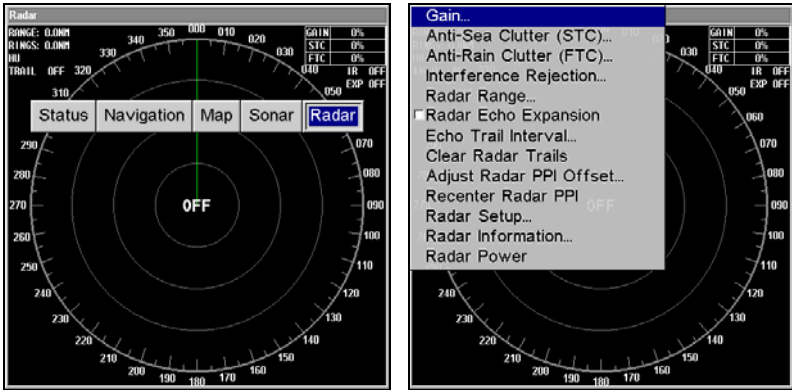 Radar
RANGE: 0.0NM
RINGS: 0.0NM
HU
TRAIL OFF
GAIN 0%
STC 0%
FTC 0%
IR OFF
EXP OFF
000
010
020
030
040
050
Status Navigation Map Sonar Radar
070
080
090
100
110
120
130
140
150
160
170
180
190
200
210
220
230
240
250
260
270
280
290
310
320
330
340
350
OFF
Gain...
Anti-Sea Clutter (STC)...
Anti-Rain Clutter (FTC)...
Interference Rejection...
Radar Range...
Radar Echo Expansion
Echo Trail Interval...
Clear Radar Trails
Adjust Radar PPI Offset...
Recenter Radar PPI
Radar Setup...
Radar Information...
Radar Power
GAIN 0%
STC 0%
FTC 0%
IR OFF
EXP OFF
030
040
050
060
070
080
090
100
110
120
130
140
150
160
170
180
190
200
210
220
230
240
OFF